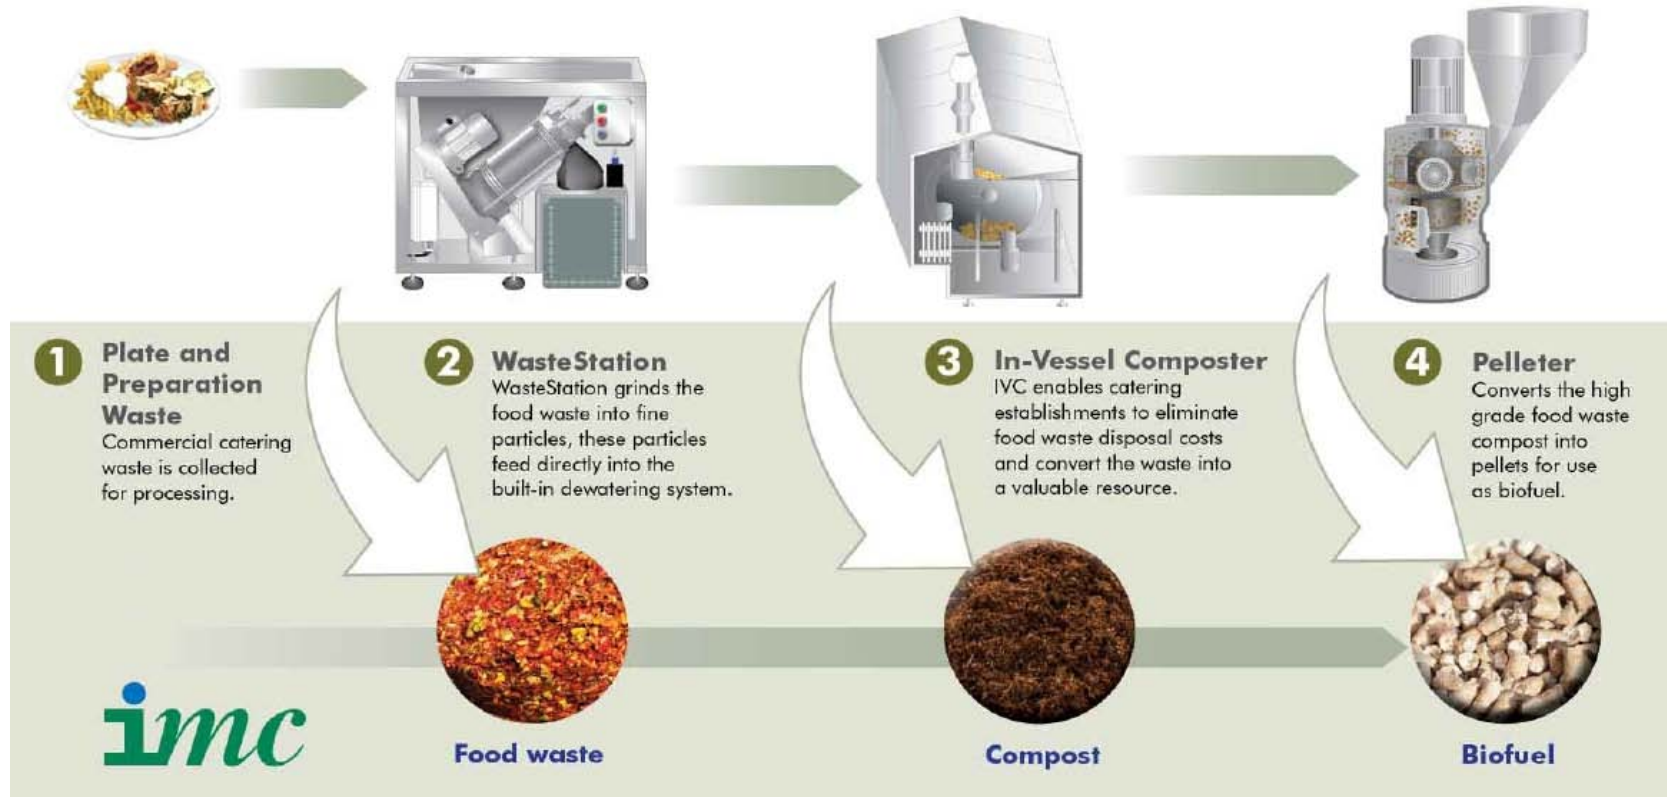 1
Plate and
Preparation
Waste
Commercial catering
waste is collected
for processing.
2
WasteStation
WasteStation grinds the
food waste into fine
particles, these particles
feed directly into the
built-in dewatering system.
3
In-Vessel Composter
IVC enables catering
establishments to eliminate
food waste disposal costs
and convert the waste into
a valuable resource.
4
Pelleter
Converts the high
grade food waste
compost into
pellets for use
as biofuel.
imc
Food waste
Compost
Biofuel